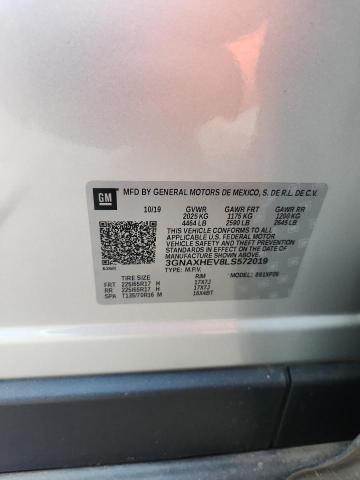 GM
MFD BY GENERAL MOTORS DE MEXICO, S. DE R.L. DE C.V.
10/19 GVWR GAWR FRT GAWR RR
2025 KG 1175 KG 1200 KG
4464 LB 2590 LB 2645 LB
THIS VEHICLE CONFORMS TO ALL APPLICABLE
U.S. FEDERAL MOTOR VEHICLE SAFETY AND
THEFT PREVENTION STANDARDS IN EFFECT ON
THE DATE OF MANUFACTURE SHOWN ABOVE.
3GNAXHEV8LS572019
TYPE: M.P.V. MODEL:
TIRE SIZE RIM
FRT 225/65R17 H 17X7J
RR 225/65R17 H 17X7J
SPA T135/70R16 M 16X4BT